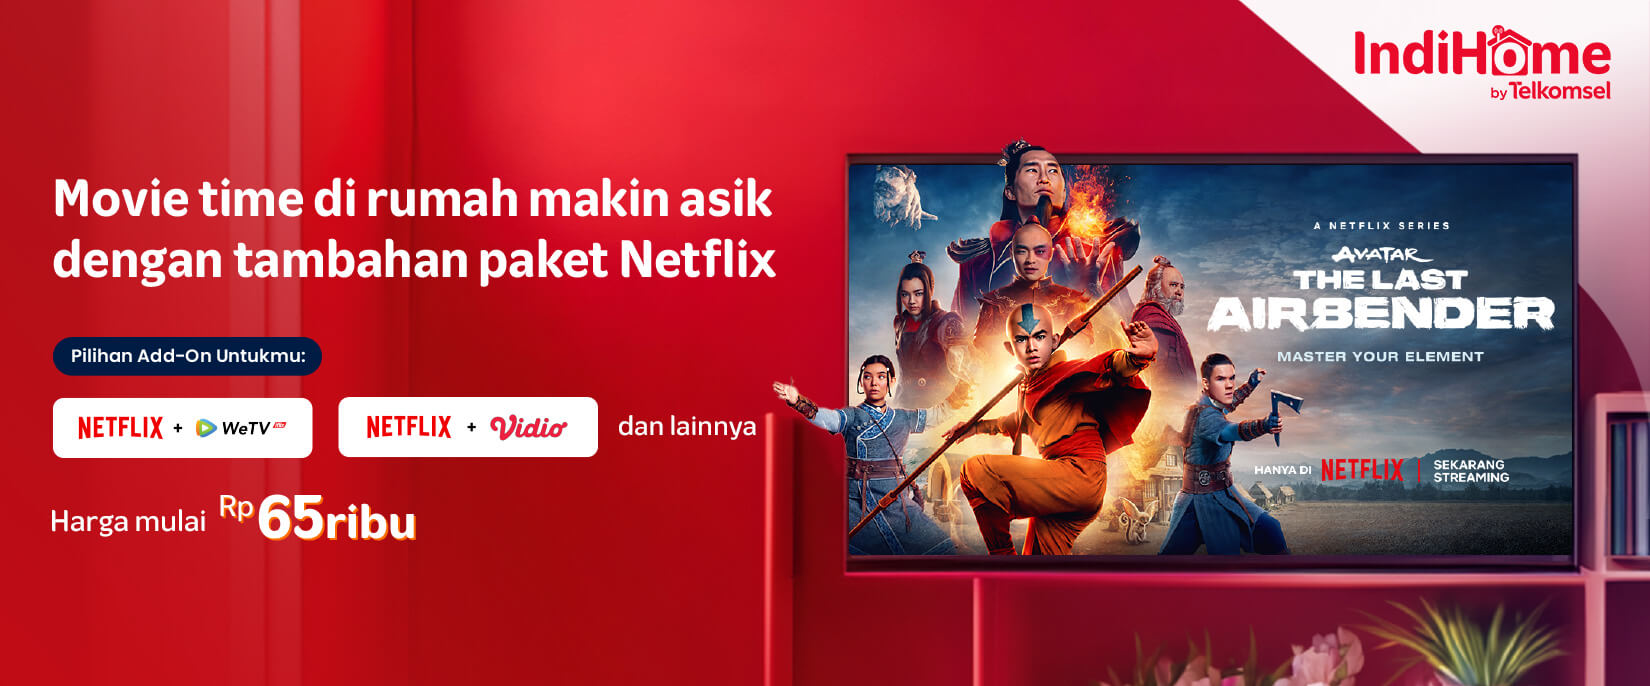 IndiHome
by Telkomsel
Movie time di rumah makin asik
dengan tambahan paket Netflix
Pilihan Add-On Untukmu:
NETFLIX + WeTV
NETFLIX + Vidio
dan lainnya
Harga mulai Rp 65ribu
A NETFLIX SERIES
AVATAR
THE LAST
AIRBENDER
MASTER YOUR ELEMENT
HANYA DI NETFLIX | SEKARANG
STREAMING